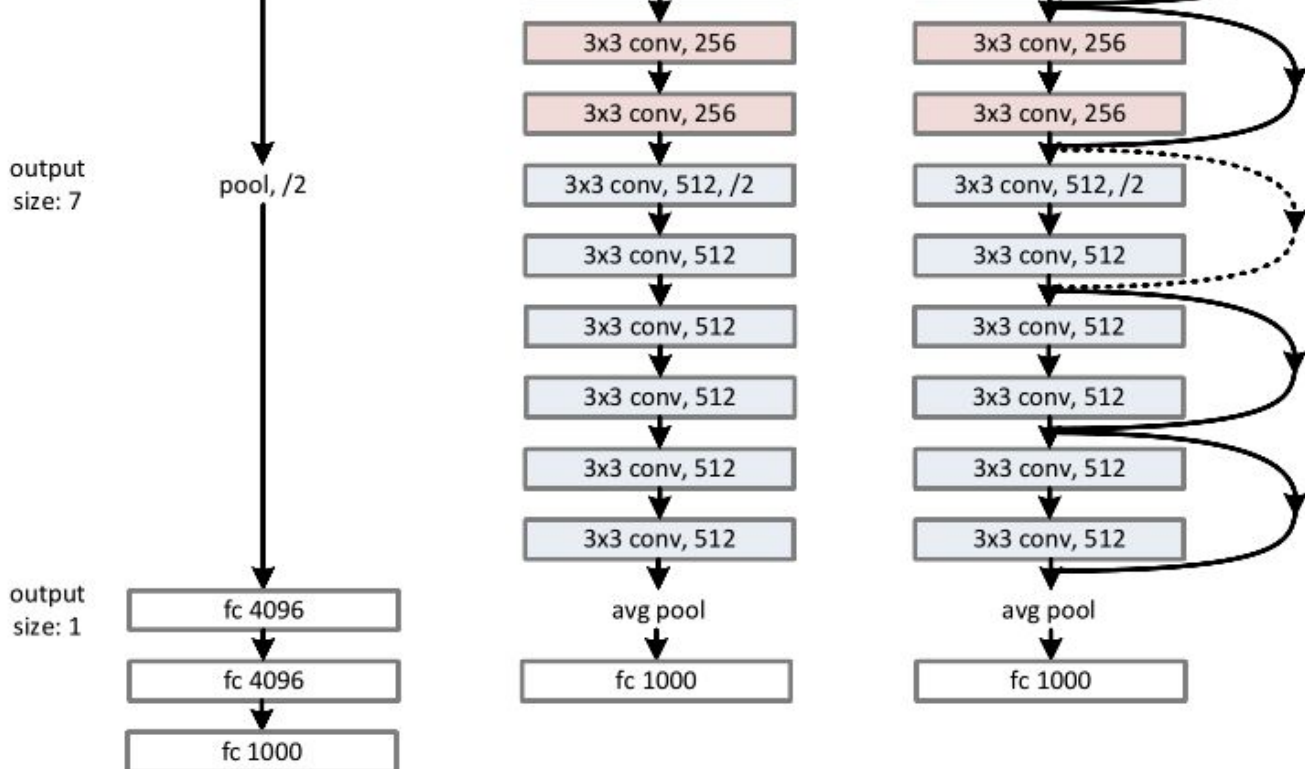 3x3 conv, 256
3x3 conv, 256
3x3 conv, 256
3x3 conv, 256
output
size: 7
pool, /2
3x3 conv, 512, /2
3x3 conv, 512, /2
3x3 conv, 512
3x3 conv, 512
3x3 conv, 512
3x3 conv, 512
3x3 conv, 512
3x3 conv, 512
3x3 conv, 512
3x3 conv, 512
3x3 conv, 512
3x3 conv, 512
output
size: 1
fc 4096
avg pool
avg pool
fc 4096
fc 1000
fc 1000
fc 1000